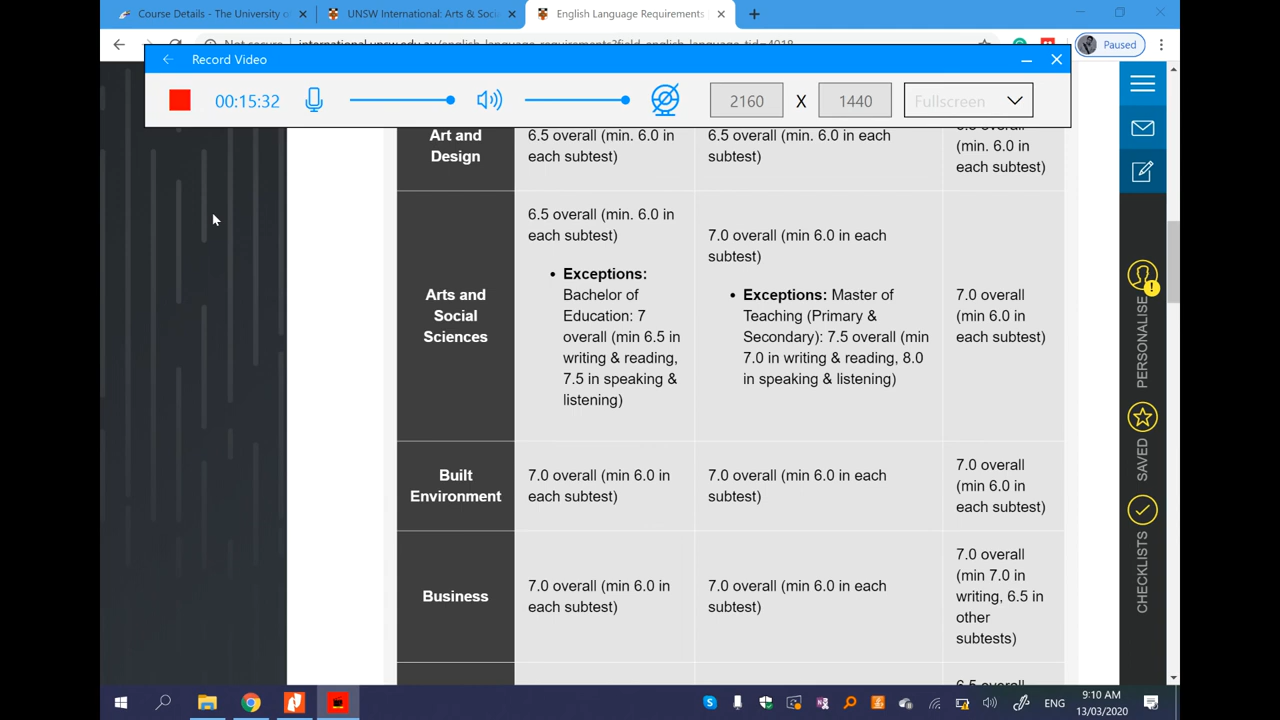 Course Details - The University o
UNSW International: Arts & Socia
English Language Requirements
Paused
Record Video
00:15:32
2160 X 1440 Fullscreen
Art and
Design
6.5 overall (min. 6.0 in
each subtest)
6.5 overall (min. 6.0 in
each subtest)
(min. 6.0 in
each subtest)
Arts and
Social
Sciences
6.5 overall (min. 6.0 in
each subtest)
• Exceptions:
Bachelor of
Education: 7
overall (min 6.5 in
writing & reading,
7.5 in speaking &
listening)
7.0 overall (min 6.0 in each
subtest)
• Exceptions: Master of
Teaching (Primary &
Secondary): 7.5 overall (min
7.0 in writing & reading, 8.0
in speaking & listening)
7.0 overall
(min 6.0 in
each subtest)
Built
Environment
7.0 overall (min 6.0 in
each subtest)
7.0 overall (min 6.0 in each
subtest)
7.0 overall
(min 6.0 in
each subtest)
Business
7.0 overall (min 6.0 in
each subtest)
7.0 overall (min 6.0 in each
subtest)
7.0 overall
(min 7.0 in
writing, 6.5 in
other
subtests)
PERSONALISE
SAVED
CHECKLISTS
ENG
9:10 AM
13/03/2020